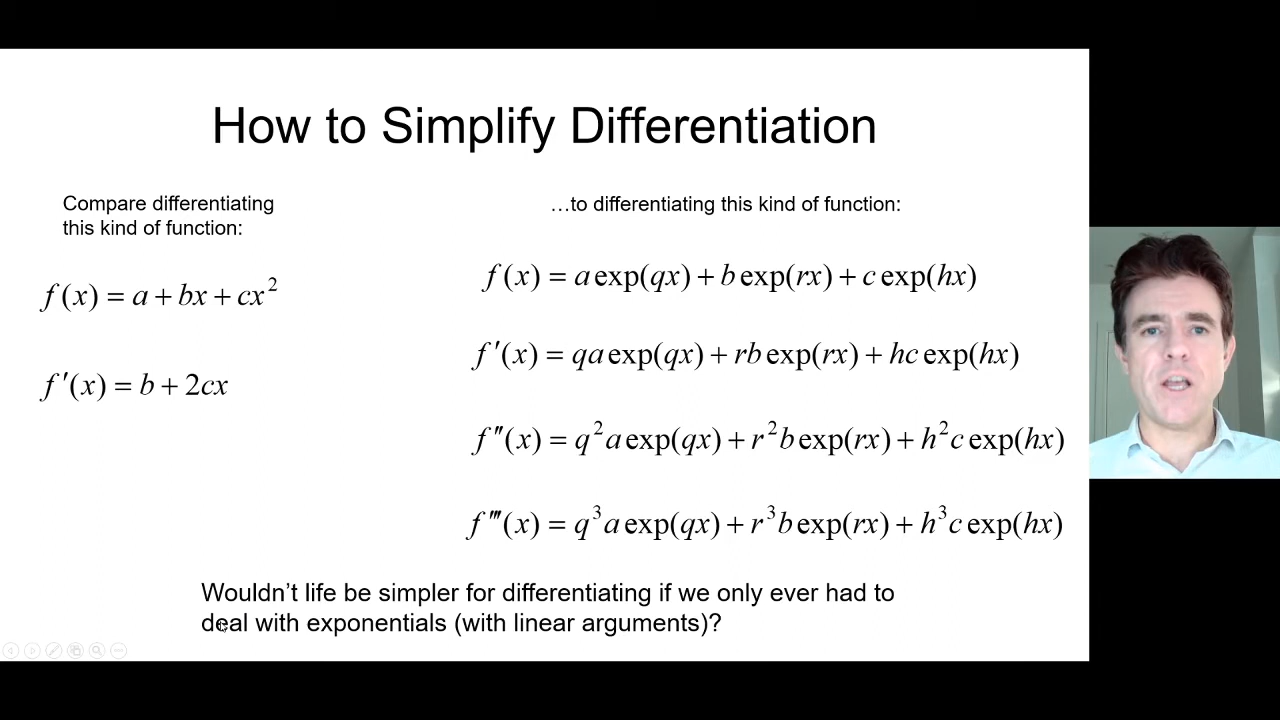 How to Simplify Differentiation
Compare differentiating
this kind of function:
f(x) = a + bx + cx²
f′(x) = b + 2cx
…to differentiating this kind of function:
f(x) = a exp(qx) + b exp(rx) + c exp(hx)
f′(x) = qa exp(qx) + rb exp(rx) + hc exp(hx)
f″(x) = q²a exp(qx) + r²b exp(rx) + h²c exp(hx)
f‴(x) = q³a exp(qx) + r³b exp(rx) + h³c exp(hx)
Wouldn’t life be simpler for differentiating if we only ever had to
deal with exponentials (with linear arguments)?